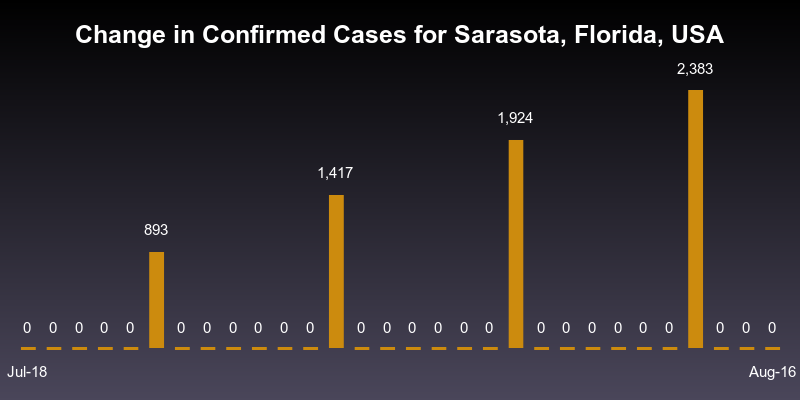 Change in Confirmed Cases for Sarasota, Florida, USA
2,383
1,924
1,417
893
0 0 0 0 0 0 0 0 0 0 0 0 0 0 0 0 0 0 0 0 0 0 0 0 0 0
Jul-18 Aug-16